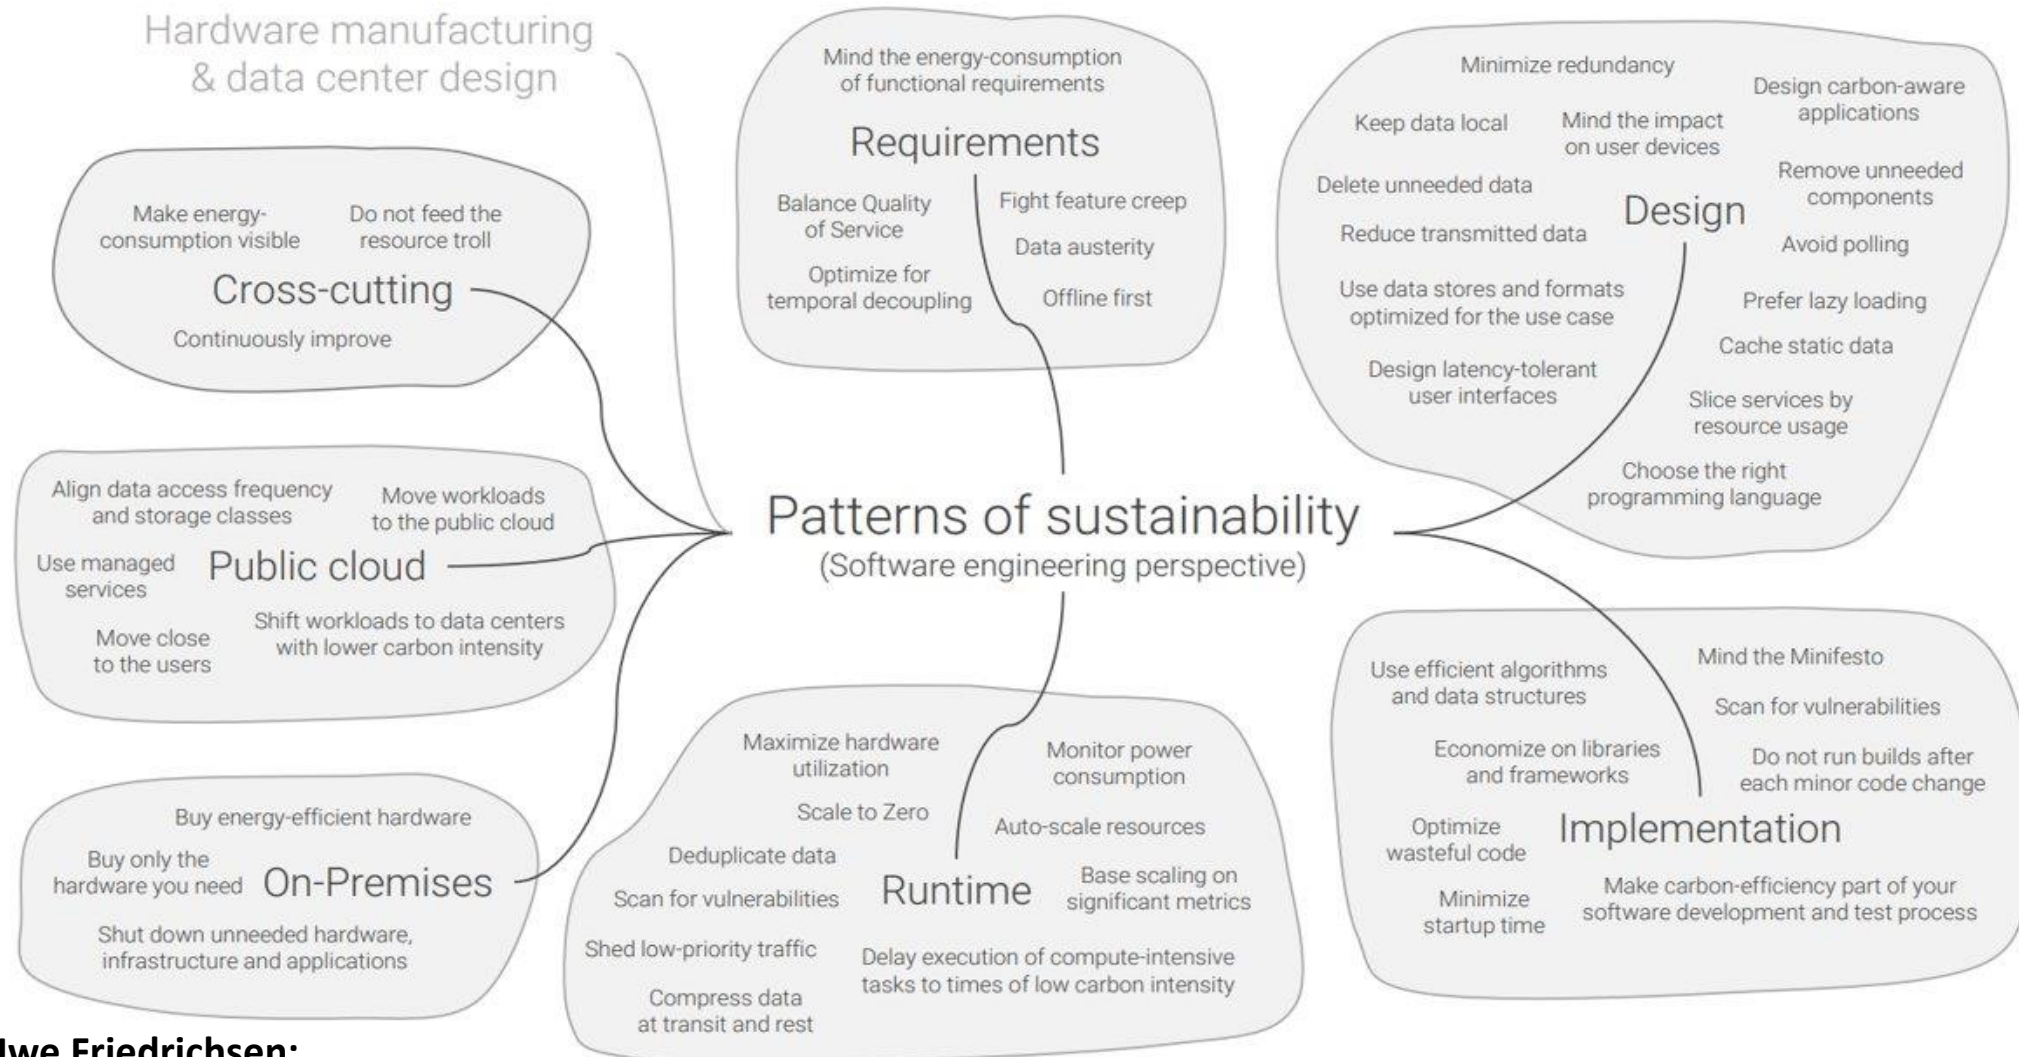 Hardware manufacturing
& data center design
Mind the energy-consumption
of functional requirements
Requirements
Balance Quality
of Service
Fight feature creep
Data austerity
Optimize for
temporal decoupling
Offline first
Minimize redundancy
Design carbon-aware
applications
Keep data local
Mind the impact
on user devices
Remove unneeded
components
Delete unneeded data
Design
Reduce transmitted data
Avoid polling
Use data stores and formats
optimized for the use case
Prefer lazy loading
Cache static data
Design latency-tolerant
user interfaces
Slice services by
resource usage
Choose the right
programming language
Make energy-
consumption visible
Do not feed the
resource troll
Cross-cutting
Continuously improve
Patterns of sustainability
(Software engineering perspective)
Align data access frequency
and storage classes
Move workloads
to the public cloud
Use managed
services
Public cloud
Move close
to the users
Shift workloads to data centers
with lower carbon intensity
Buy energy-efficient hardware
Buy only the
hardware you need
On-Premises
Shut down unneeded hardware,
infrastructure and applications
Maximize hardware
utilization
Monitor power
consumption
Scale to Zero
Auto-scale resources
Deduplicate data
Runtime
Base scaling on
significant metrics
Scan for vulnerabilities
Shed low-priority traffic
Delay execution of compute-intensive
tasks to times of low carbon intensity
Compress data
at transit and rest
Use efficient algorithms
and data structures
Mind the Minifesto
Scan for vulnerabilities
Economize on libraries
and frameworks
Do not run builds after
each minor code change
Optimize
wasteful code
Implementation
Minimize
startup time
Make carbon-efficiency part of your
software development and test process
Uwe Friedrichsen: